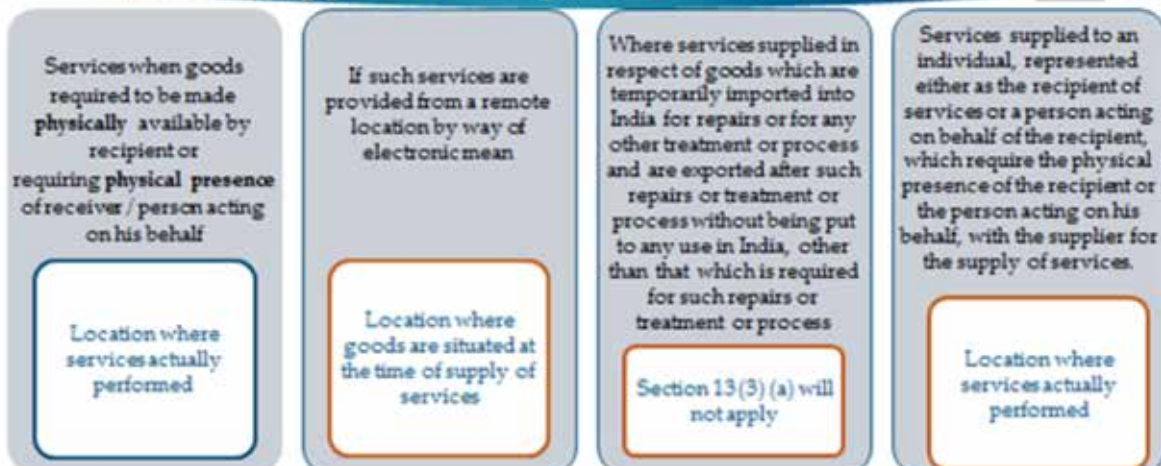 Services when goods
required to be made
physically available by
recipient or
requiring physical presence
of receiver / person acting
on his behalf
Location where
services actually
performed
If such services are
provided from a remote
location by way of
electronic mean
Location where
goods are situated at
the time of supply of
services
Where services supplied in
respect of goods which are
temporarily imported into
India for repairs or for any
other treatment or process
and are exported after such
repairs or treatment or
process without being put
to any use in India, other
than that which is required
for such repairs or
treatment or process
Section 13(3) (a) will
not apply
Services supplied to an
individual, represented
either as the recipient of
services or a person acting
on behalf of the recipient,
which require the physical
presence of the recipient or
the person acting on his
behalf, with the supplier for
the supply of services.
Location where
services actually
performed